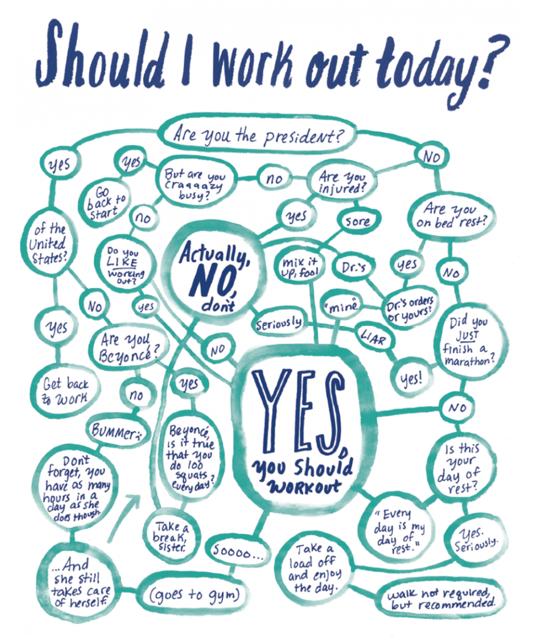 Should I work out today?
Are you the president?
yes
yes
But are you
craaaazy
busy?
no
Are you
injured?
NO
Go
back to
start
no
yes
sore
Are you
on bed rest?
of the
United
States?
Do you
LIKE
working
out?
Actually,
NO,
don't
mix it
up, fool
Dr.'s
yes
No
No
yes
"mine"
Dr.'s orders
or yours?
Seriously
LIAR
Did you
JUST
finish a
marathon?
Yes
Are you
Beyoncé?
NO
yes!
Get back
to work
no
yes
YES,
you should
workout
NO
BUMMER:
Beyoncé,
is it true
that you
do 100
squats
everyday?
Is this
your
day of
rest?
Don't
forget, you
have as many
hours in a
day as she
does though.
Take a
break,
sister.
"Every
day is my
day of
rest."
Yes.
Seriously.
...And
she still
takes care
of herself.
(goes to gym)
Soooo...
Take a
load off
and enjoy
the day.
walk not required,
but recommended.